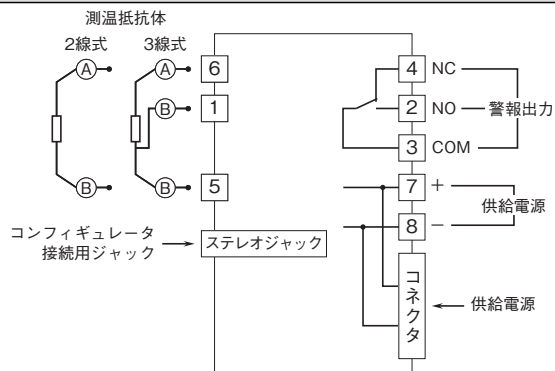 測温抵抗体
2線式 3線式
A A 6 4 NC
B 1 2 NO 警報出力
3 COM
B B 5 7 +
供給電源
8 −
コンフィギュレータ
接続用ジャック
ステレオジャック
コネクタ
供給電源